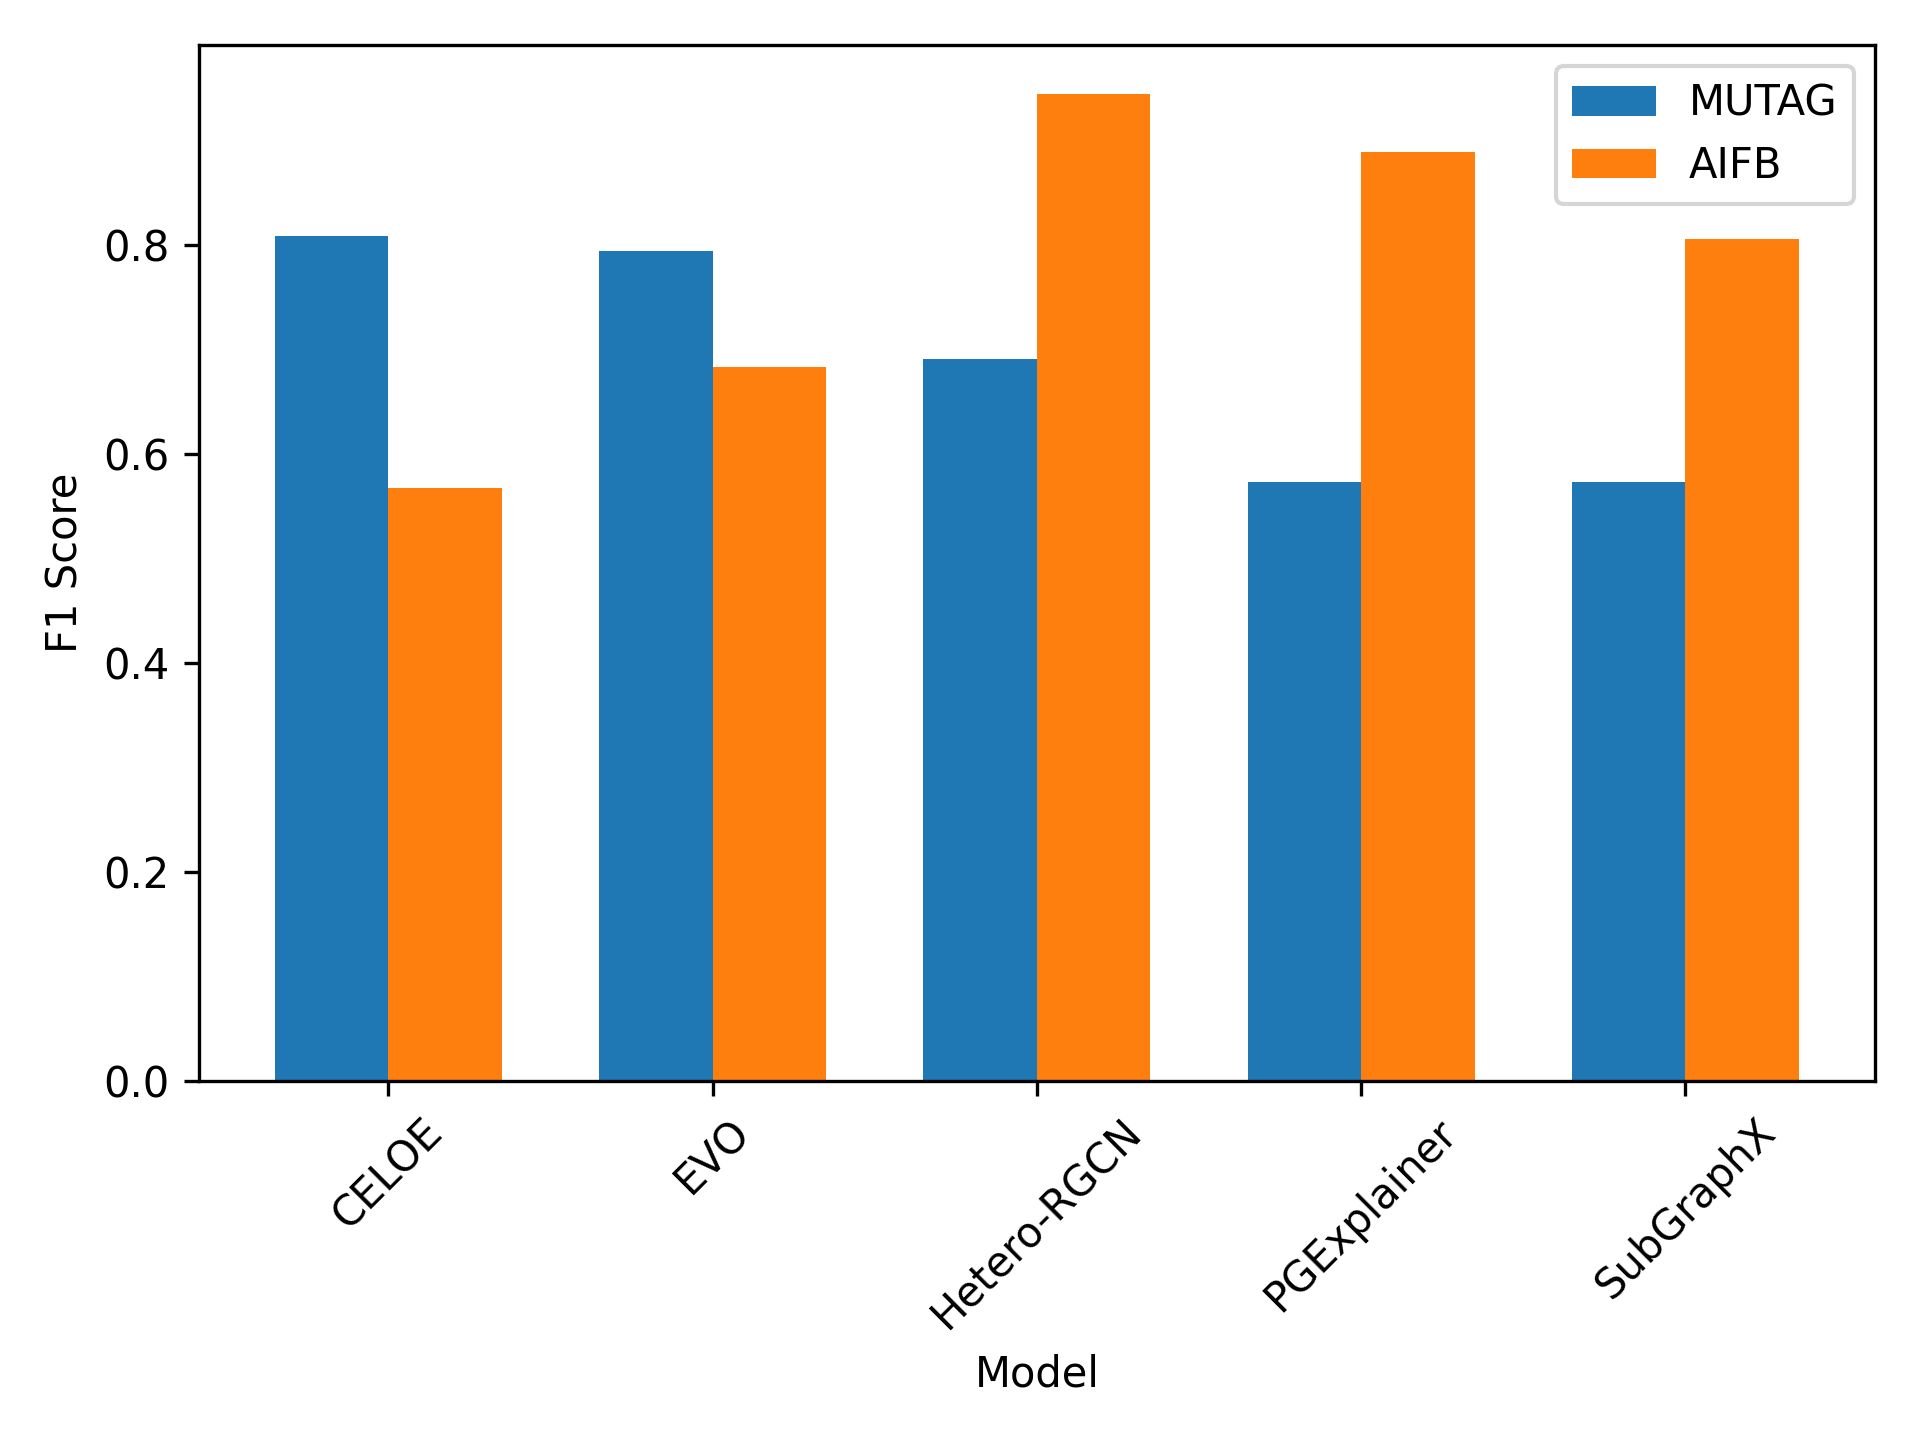 MUTAG
AIFB
F1 Score
0.8
0.6
0.4
0.2
0.0
CELOE
EVO
Hetero-RGCN
PGExplainer
SubGraphX
Model